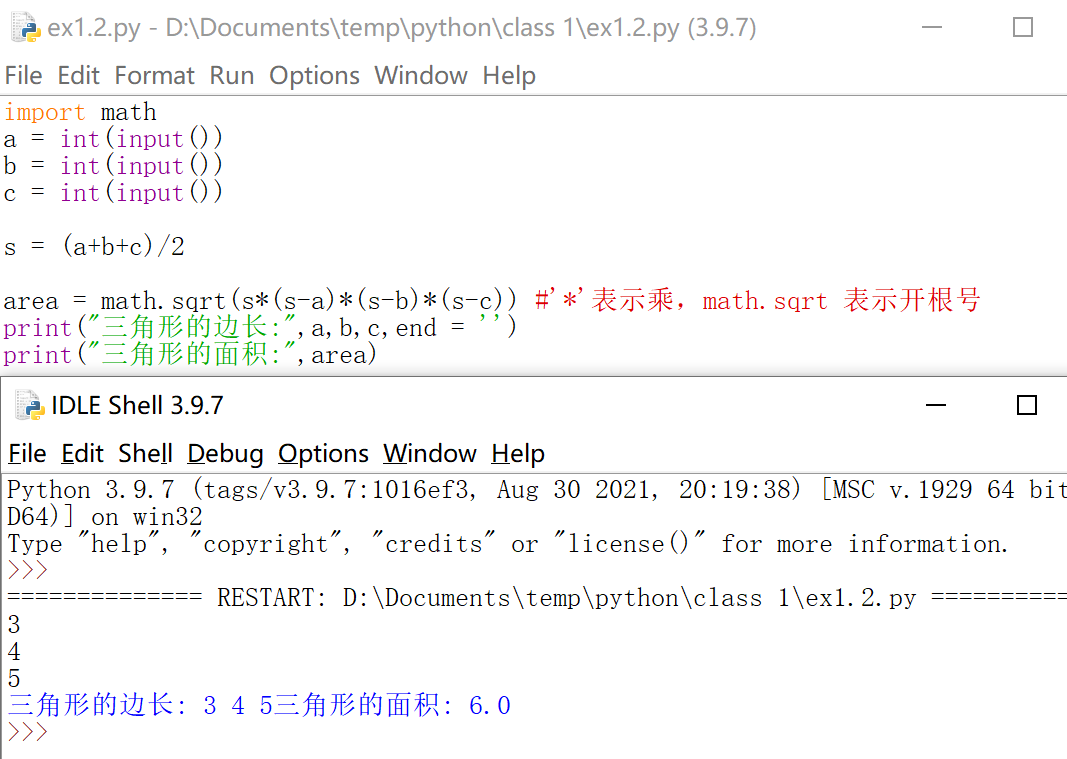 ex1.2.py - D:\Documents\temp\python\class 1\ex1.2.py (3.9.7)
File Edit Format Run Options Window Help
import math
a = int(input())
b = int(input())
c = int(input())
s = (a+b+c)/2
area = math.sqrt(s*(s-a)*(s-b)*(s-c)) #'*'表示乘，math.sqrt 表示开根号
print("三角形的边长:",a,b,c,end = '')
print("三角形的面积:",area)
IDLE Shell 3.9.7
File Edit Shell Debug Options Window Help
Python 3.9.7 (tags/v3.9.7:1016ef3, Aug 30 2021, 20:19:38) [MSC v.1929 64 bit
D64)] on win32
Type "help", "copyright", "credits" or "license()" for more information.
>>>
============== RESTART: D:\Documents\temp\python\class 1\ex1.2.py ==========
3
4
5
三角形的边长: 3 4 5三角形的面积: 6.0
>>>